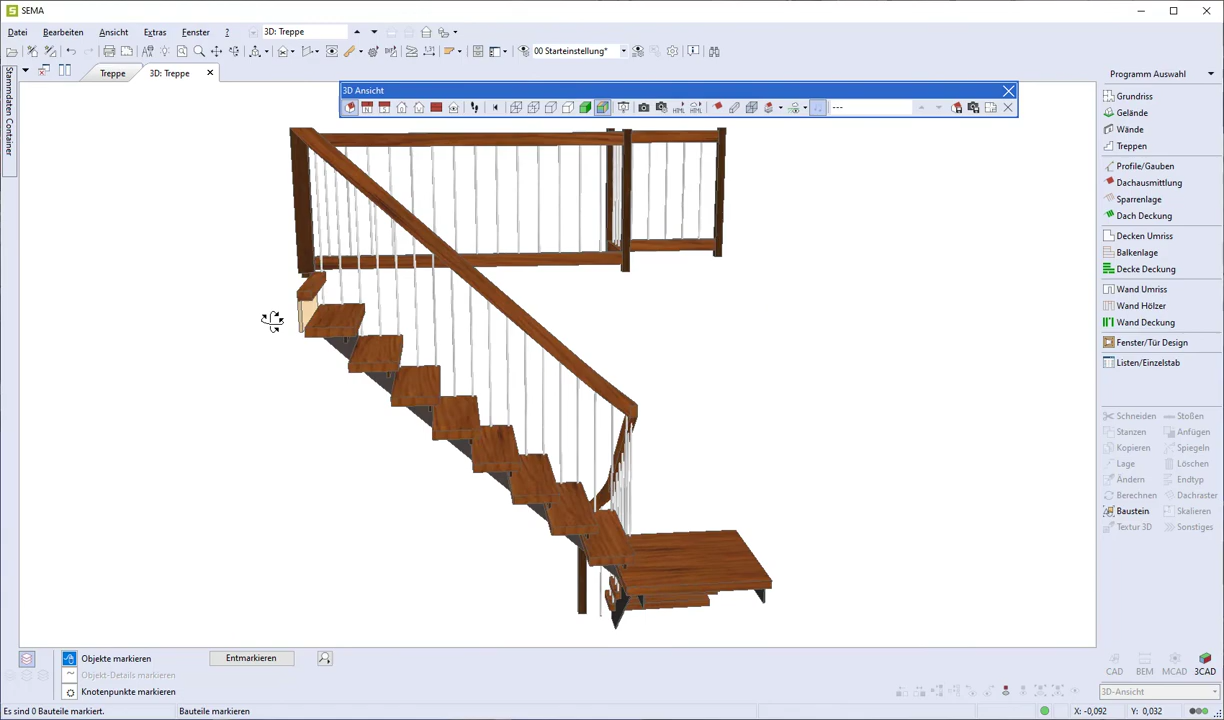 SEMA
Datei Bearbeiten Ansicht Extras Fenster ? 3D: Treppe
00 Starteinstellung*
Treppe 3D: Treppe
Stammdaten Container
3D Ansicht
HTML HTML ---
Programm Auswahl
Grundriss
Gelände
Wände
Treppen
Profile/Gauben
Dachausmittlung
Sparrenlage
Dach Deckung
Decken Umriss
Balkenlage
Decke Deckung
Wand Umriss
Wand Hölzer
Wand Deckung
Fenster/Tür Design
Listen/Einzelstab
Schneiden Stoßen
Stanzen Anfügen
Kopieren Spiegeln
Lage Löschen
Ändern Endtyp
Berechnen Dachraster
Baustein Skalieren
Textur 3D Sonstiges
Objekte markieren Entmarkieren
Objekt-Details markieren
Knotenpunkte markieren
CAD BEM MCAD 3CAD
3D-Ansicht
Es sind 0 Bauteile markiert. Bauteile markieren X: -0,092 Y: 0,032